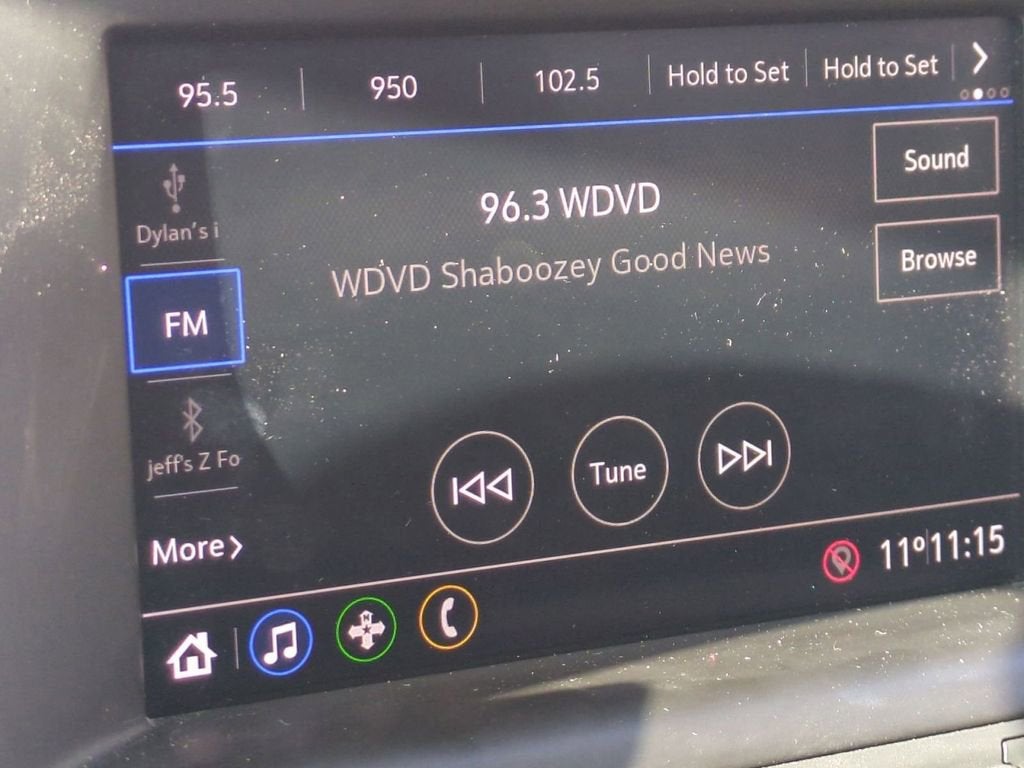 95.5
950
102.5
Hold to Set
Hold to Set
Sound
Dylan's i
96.3 WDVD
WDVD Shaboozey Good News
Browse
FM
jeff's Z Fo
Tune
More
11º 11:15